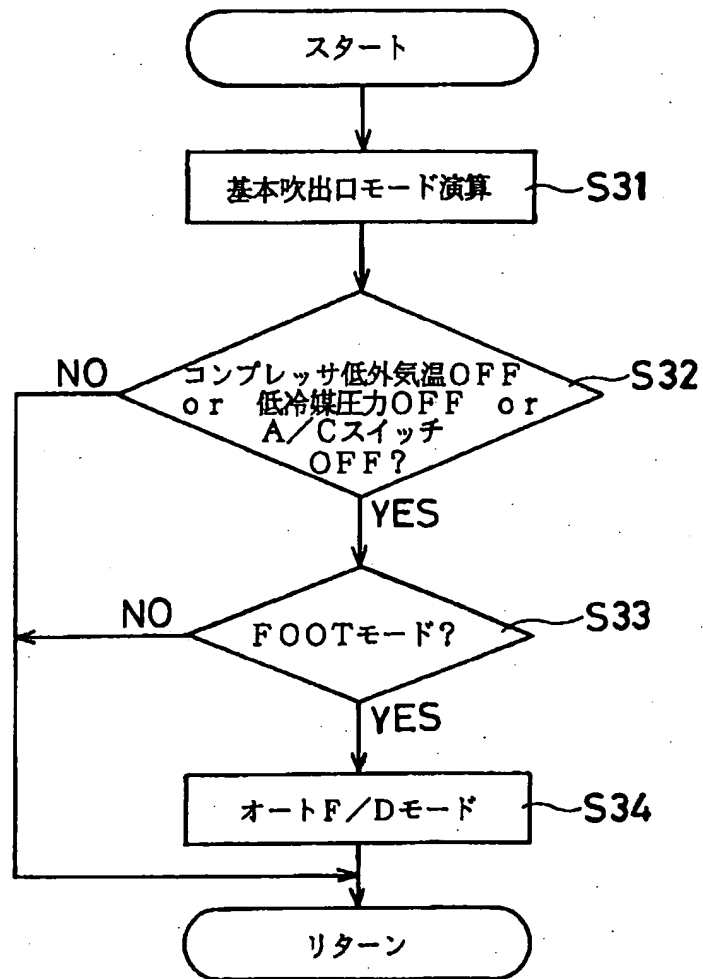 スタート
基本吹出口モード演算
S31
コンプレッサ低外気温OFF
or 低冷媒圧力OFF or
A／Cスイッチ
OFF？
S32
NO
YES
FOOTモード？
S33
NO
YES
オートF／Dモード
S34
リターン